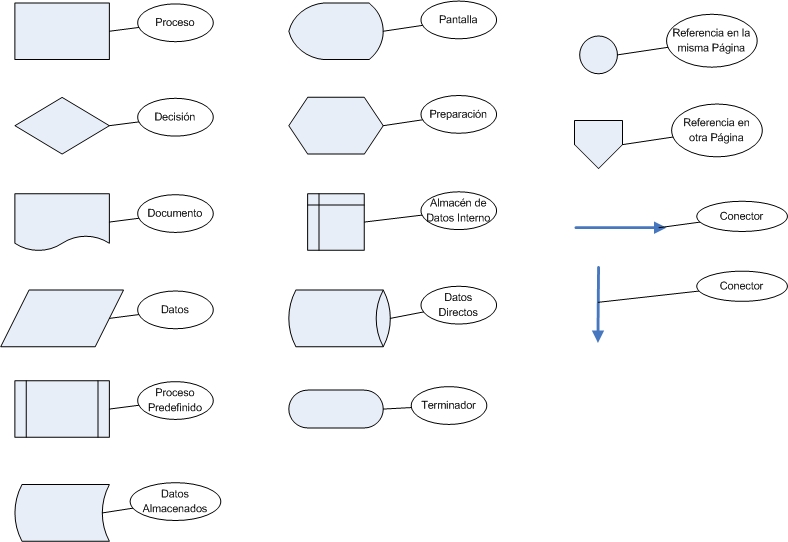 Proceso
Decisión
Documento
Datos
Proceso
Predefinido
Datos
Almacenados
Pantalla
Preparación
Almacén de
Datos Interno
Datos
Directos
Terminador
Referencia en la
misma Página
Referencia en
otra Página
Conector
Conector